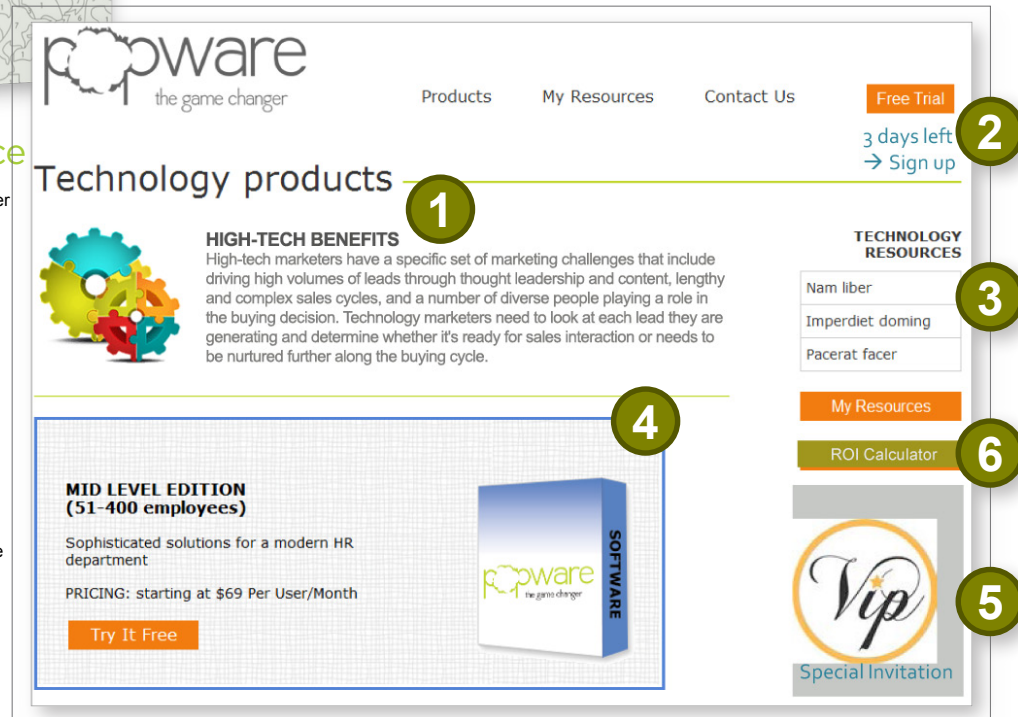 popware
the game changer
Products
My Resources
Contact Us
Free Trial
3 days left
→ Sign up
2
ce
er
Technology products
1
HIGH-TECH BENEFITS
High-tech marketers have a specific set of marketing challenges that include
driving high volumes of leads through thought leadership and content, lengthy
and complex sales cycles, and a number of diverse people playing a role in
the buying decision. Technology marketers need to look at each lead they are
generating and determine whether it's ready for sales interaction or needs to
be nurtured further along the buying cycle.
TECHNOLOGY
RESOURCES
Nam liber
Imperdiet doming
Pacerat facer
3
My Resources
ROI Calculator
6
4
MID LEVEL EDITION
(51-400 employees)
Sophisticated solutions for a modern HR
department
PRICING: starting at $69 Per User/Month
Try It Free
popware
the game changer
SOFTWARE
e
Vip
Special Invitation
5